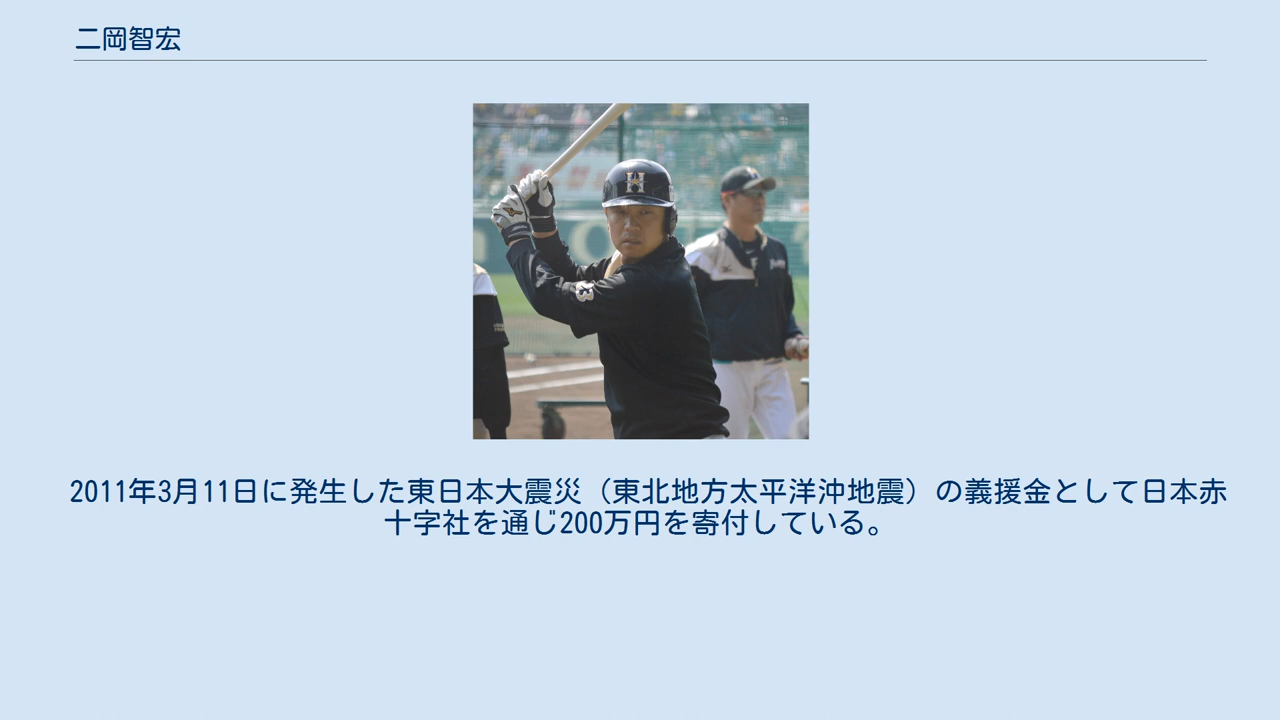 二岡智宏
H
2011年3月11日に発生した東日本大震災（東北地方太平洋沖地震）の義援金として日本赤
十字社を通じ200万円を寄付している。